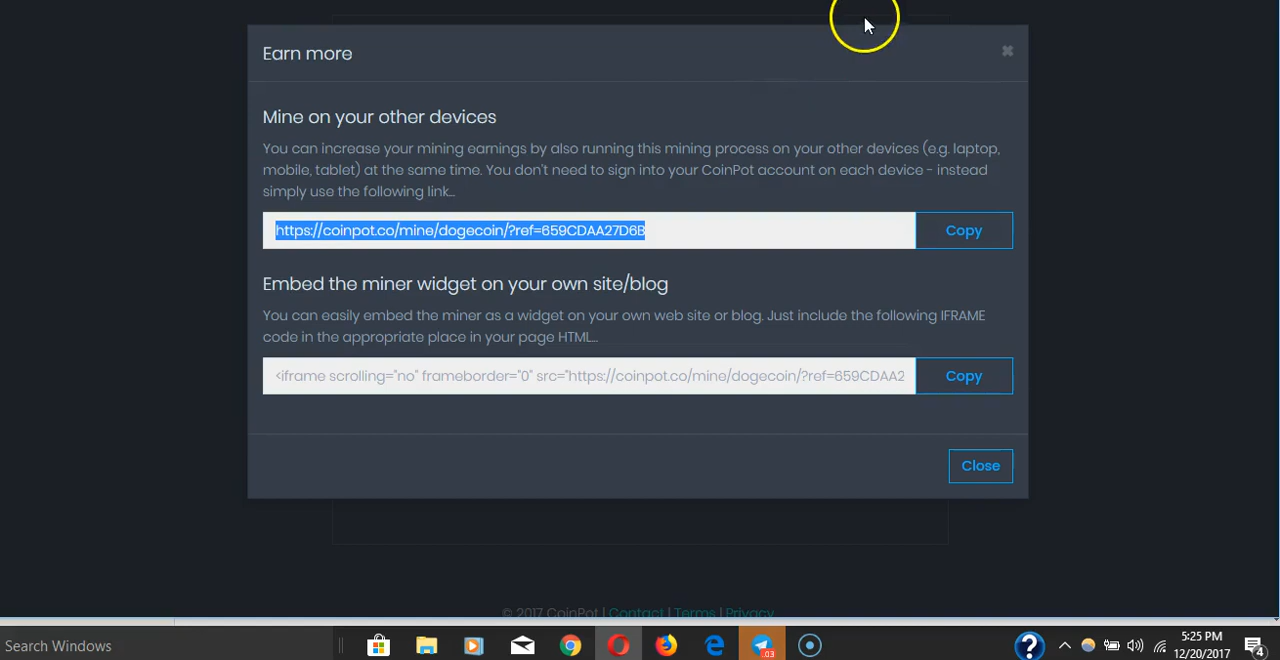 Earn more
✖
Mine on your other devices
You can increase your mining earnings by also running this mining process on your other devices (e.g. laptop,
mobile, tablet) at the same time. You don't need to sign into your CoinPot account on each device - instead
simply use the following link...
https://coinpot.co/mine/dogecoin/?ref=659CDAA27D6B Copy
Embed the miner widget on your own site/blog
You can easily embed the miner as a widget on your own web site or blog. Just include the following IFRAME
code in the appropriate place in your page HTML...
<iframe scrolling="no" frameborder="0" src="https://coinpot.co/mine/dogecoin/?ref=659CDAA2 Copy
Close
© 2017 CoinPot | Contact | Terms | Privacy
Search Windows
.03
5:25 PM
12/20/2017
4